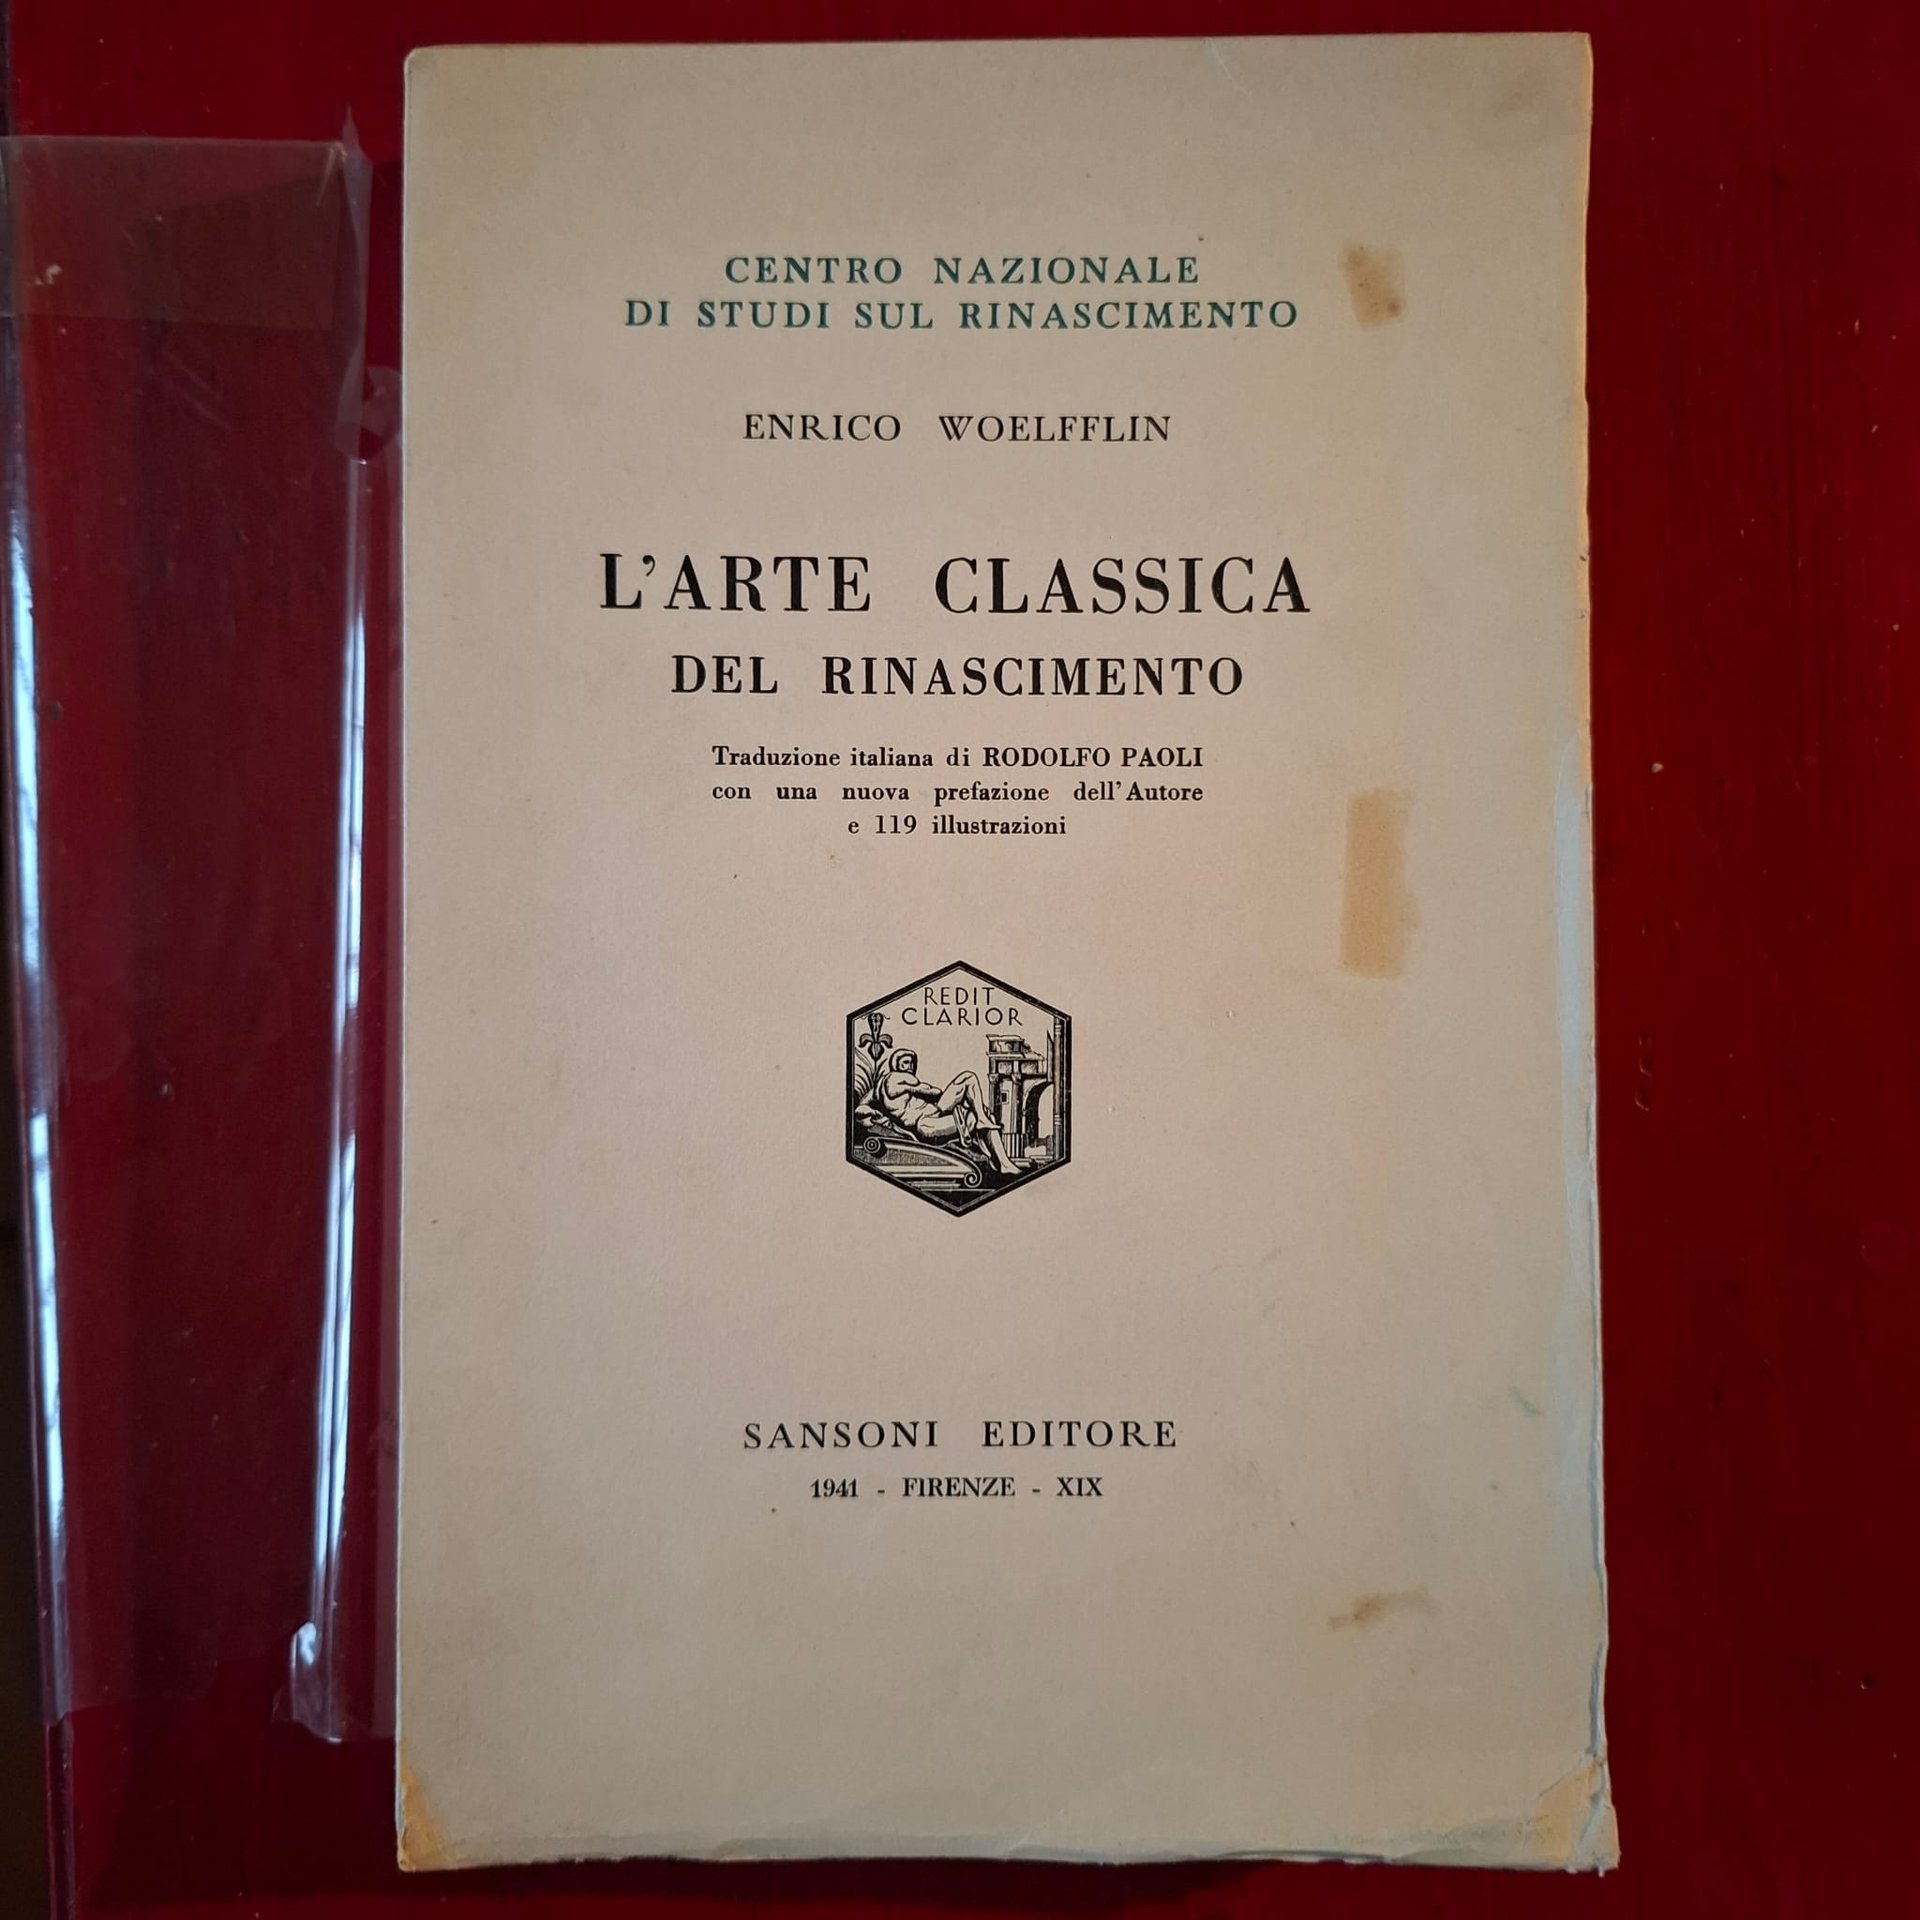 CENTRO NAZIONALE
DI STUDI SUL RINASCIMENTO
ENRICO WOELFFLIN
L'ARTE CLASSICA
DEL RINASCIMENTO
Traduzione italiana di RODOLFO PAOLI
con una nuova prefazione dell'Autore
e 119 illustrazioni
REDIT
CLARIOR
SANSONI EDITORE
1941 - FIRENZE - XIX